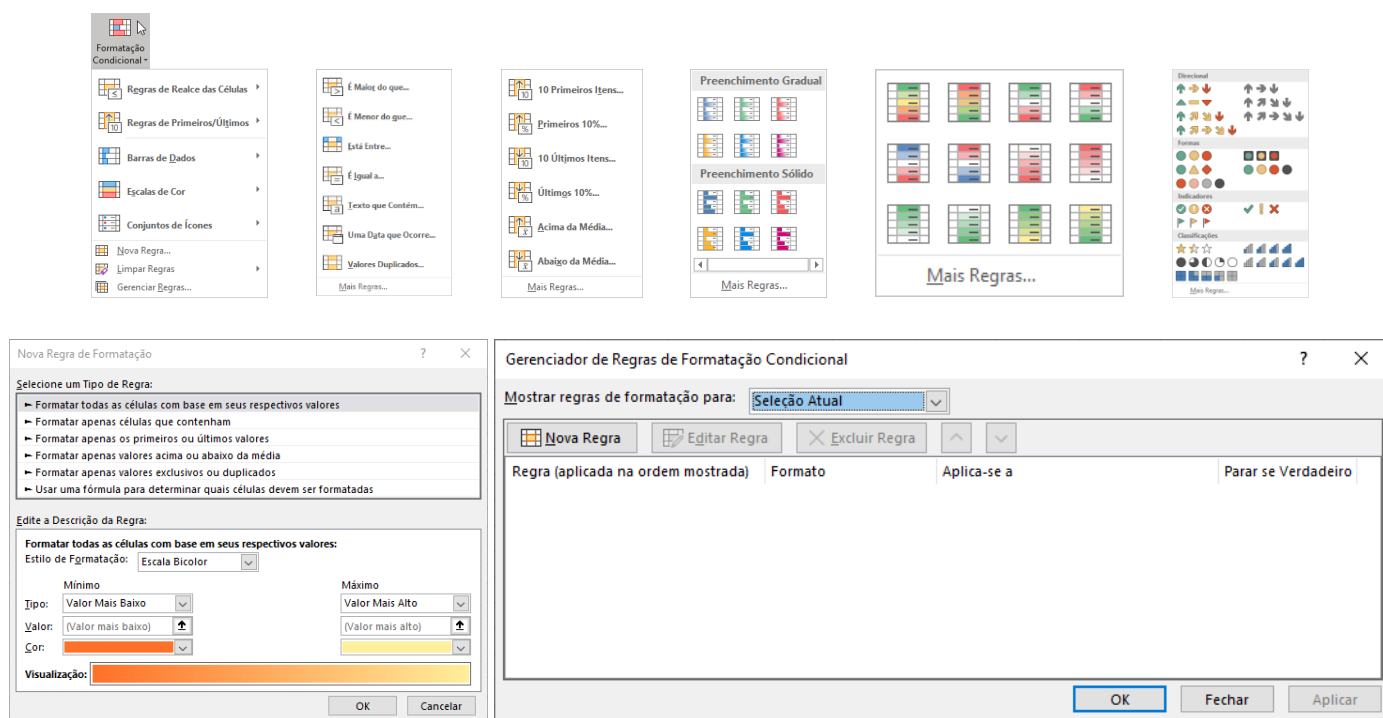 Formatação
Condicional
Regras de Realce das Células
Regras de Primeiros/Últimos
Barras de Dados
Escalas de Cor
Conjuntos de Ícones
Nova Regra...
Limpar Regras
Gerenciar Regras...
É Maior do que...
É Menor do que...
Está Entre...
É Igual a...
Texto que Contém...
Uma Data que Ocorre...
Valores Duplicados...
Mais Regras...
10 Primeiros Itens...
Primeiros 10%...
10 Últimos Itens...
Últimos 10%...
Acima da Média...
Abaixo da Média...
Mais Regras...
Preenchimento Gradual
Preenchimento Sólido
Mais Regras...
Mais Regras...
Direcional
Formas
Indicadores
Classificações
Mais Regras...
Nova Regra de Formatação ?
Selecione um Tipo de Regra:
► Formatar todas as células com base em seus respectivos valores
► Formatar apenas células que contenham
► Formatar apenas os primeiros ou últimos valores
► Formatar apenas valores acima ou abaixo da média
► Formatar apenas valores exclusivos ou duplicados
► Usar uma fórmula para determinar quais células devem ser formatadas
Edite a Descrição da Regra:
Formatar todas as células com base em seus respectivos valores:
Estilo de Formatação: Escala Bicolor
Mínimo Máximo
Tipo: Valor Mais Baixo Valor Mais Alto
Valor: (Valor mais baixo) (Valor mais alto)
Cor:
Visualização:
OK Cancelar
Gerenciador de Regras de Formatação Condicional ?
Mostrar regras de formatação para: Seleção Atual
Nova Regra Editar Regra Excluir Regra
Regra (aplicada na ordem mostrada) Formato Aplica-se a Parar se Verdadeiro
OK Fechar Aplicar